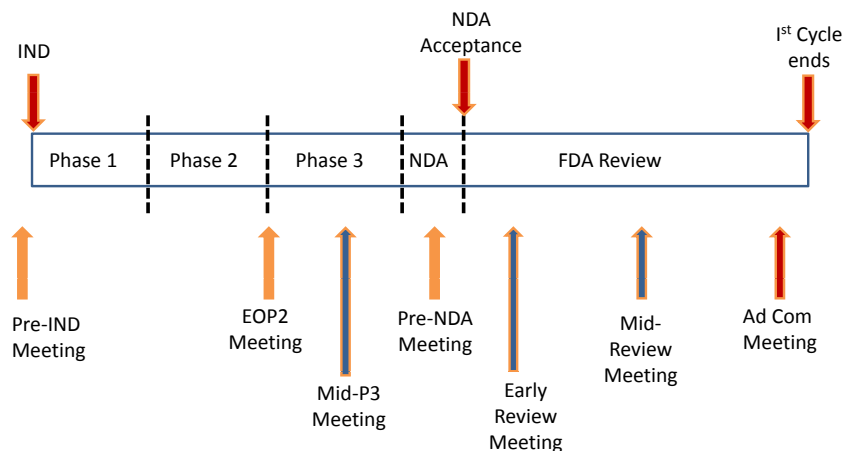 IND
NDA
Acceptance
Ist Cycle
ends
Phase 1
Phase 2
Phase 3
NDA
FDA Review
Pre-IND
Meeting
EOP2
Meeting
Mid-P3
Meeting
Pre-NDA
Meeting
Early
Review
Meeting
Mid-
Review
Meeting
Ad Com
Meeting